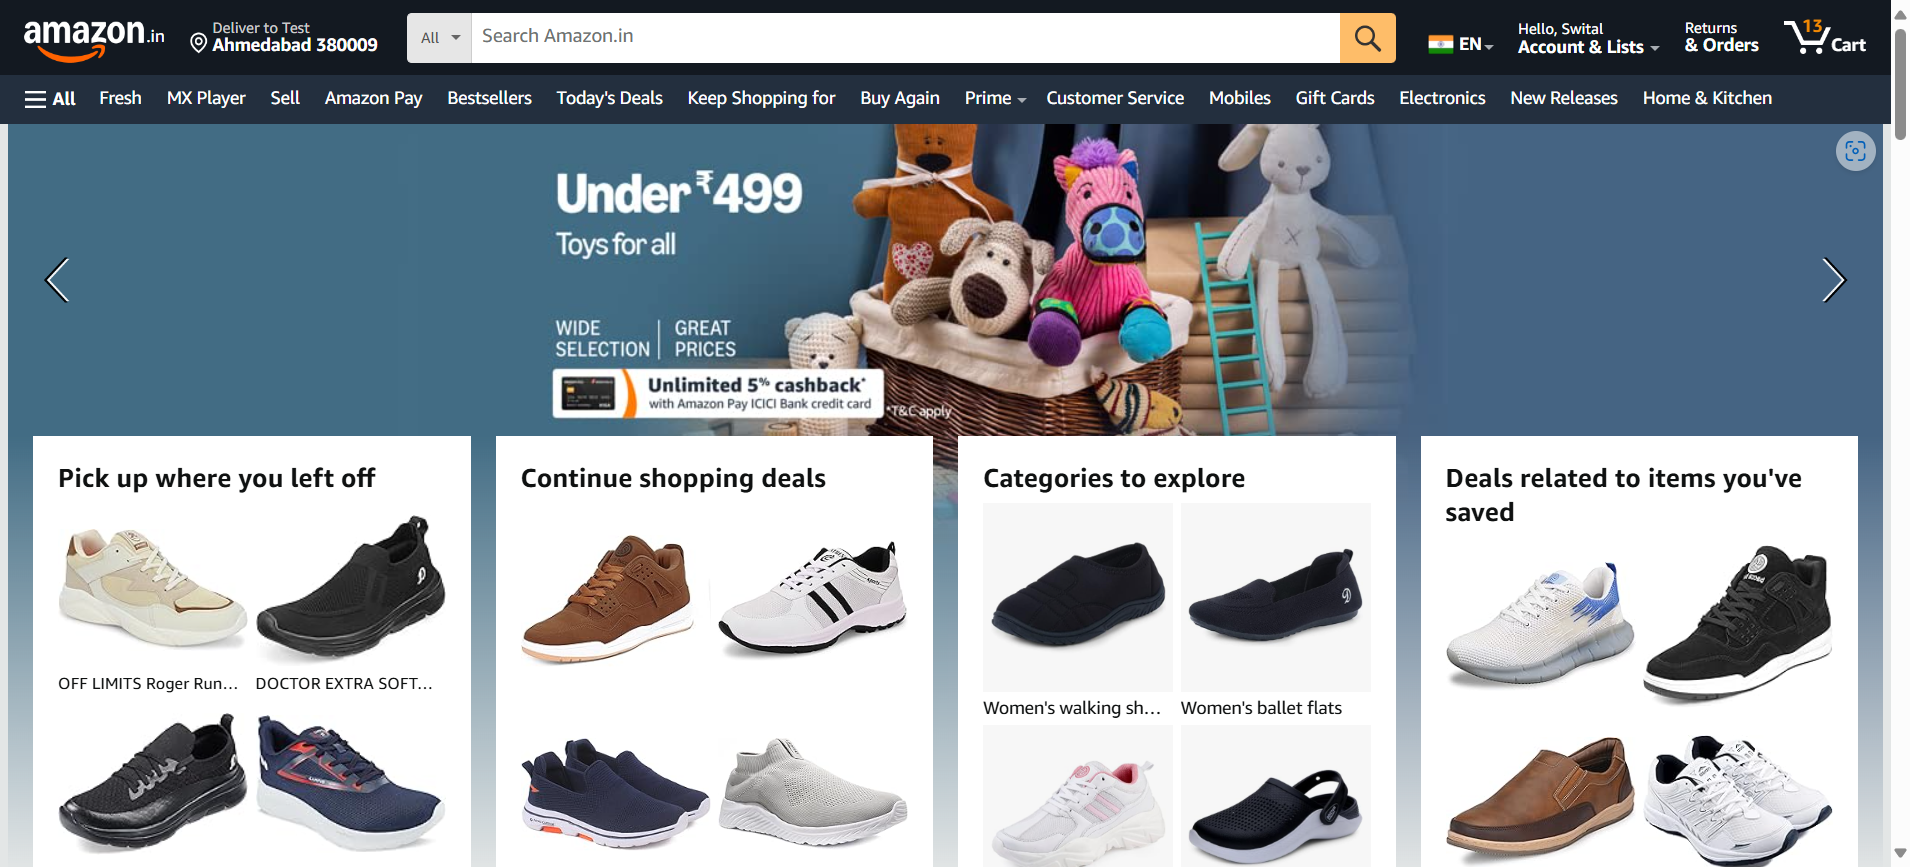 amazon.in
Deliver to Test
Ahmedabad 380009
All
Search Amazon.in
EN
Hello, Swital
Account & Lists
Returns
& Orders
13
Cart
All
Fresh
MX Player
Sell
Amazon Pay
Bestsellers
Today's Deals
Keep Shopping for
Buy Again
Prime
Customer Service
Mobiles
Gift Cards
Electronics
New Releases
Home & Kitchen
Under ₹499
Toys for all
WIDE SELECTION | GREAT PRICES
Unlimited 5% cashback*
with Amazon Pay ICICI Bank credit card
*T&C apply
Pick up where you left off
OFF LIMITS Roger Run...
DOCTOR EXTRA SOFT...
Continue shopping deals
Categories to explore
Women's walking sh...
Women's ballet flats
Deals related to items you've
saved